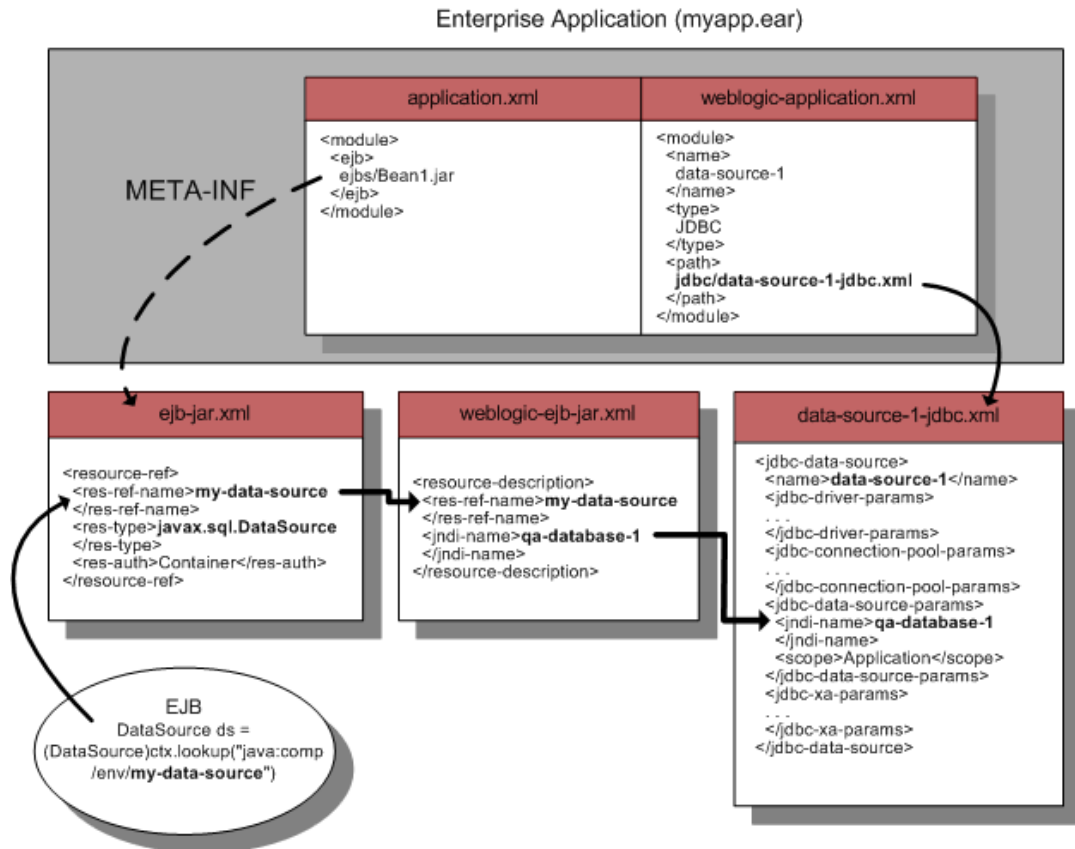 Enterprise Application (myapp.ear)
META-INF
application.xml
<module>
<ejb>
ejbs/Bean1.jar
</ejb>
</module>
weblogic-application.xml
<module>
<name>
data-source-1
</name>
<type>
JDBC
</type>
<path>
jdbc/data-source-1-jdbc.xml
</path>
</module>
ejb-jar.xml
<resource-ref>
<res-ref-name>my-data-source
</res-ref-name>
<res-type>javax.sql.DataSource
</res-type>
<res-auth>Container</res-auth>
</resource-ref>
weblogic-ejb-jar.xml
<resource-description>
<res-ref-name>my-data-source
</res-ref-name>
<jndi-name>qa-database-1
</jndi-name>
</resource-description>
data-source-1-jdbc.xml
<jdbc-data-source>
<name>data-source-1</name>
<jdbc-driver-params>
. . .
</jdbc-driver-params>
<jdbc-connection-pool-params>
. . .
</jdbc-connection-pool-params>
<jdbc-data-source-params>
<jndi-name>qa-database-1
</jndi-name>
<scope>Application</scope>
</jdbc-data-source-params>
<jdbc-xa-params>
. . .
</jdbc-xa-params>
</jdbc-data-source>
EJB
DataSource ds =
(DataSource)ctx.lookup("java:comp
/env/my-data-source")